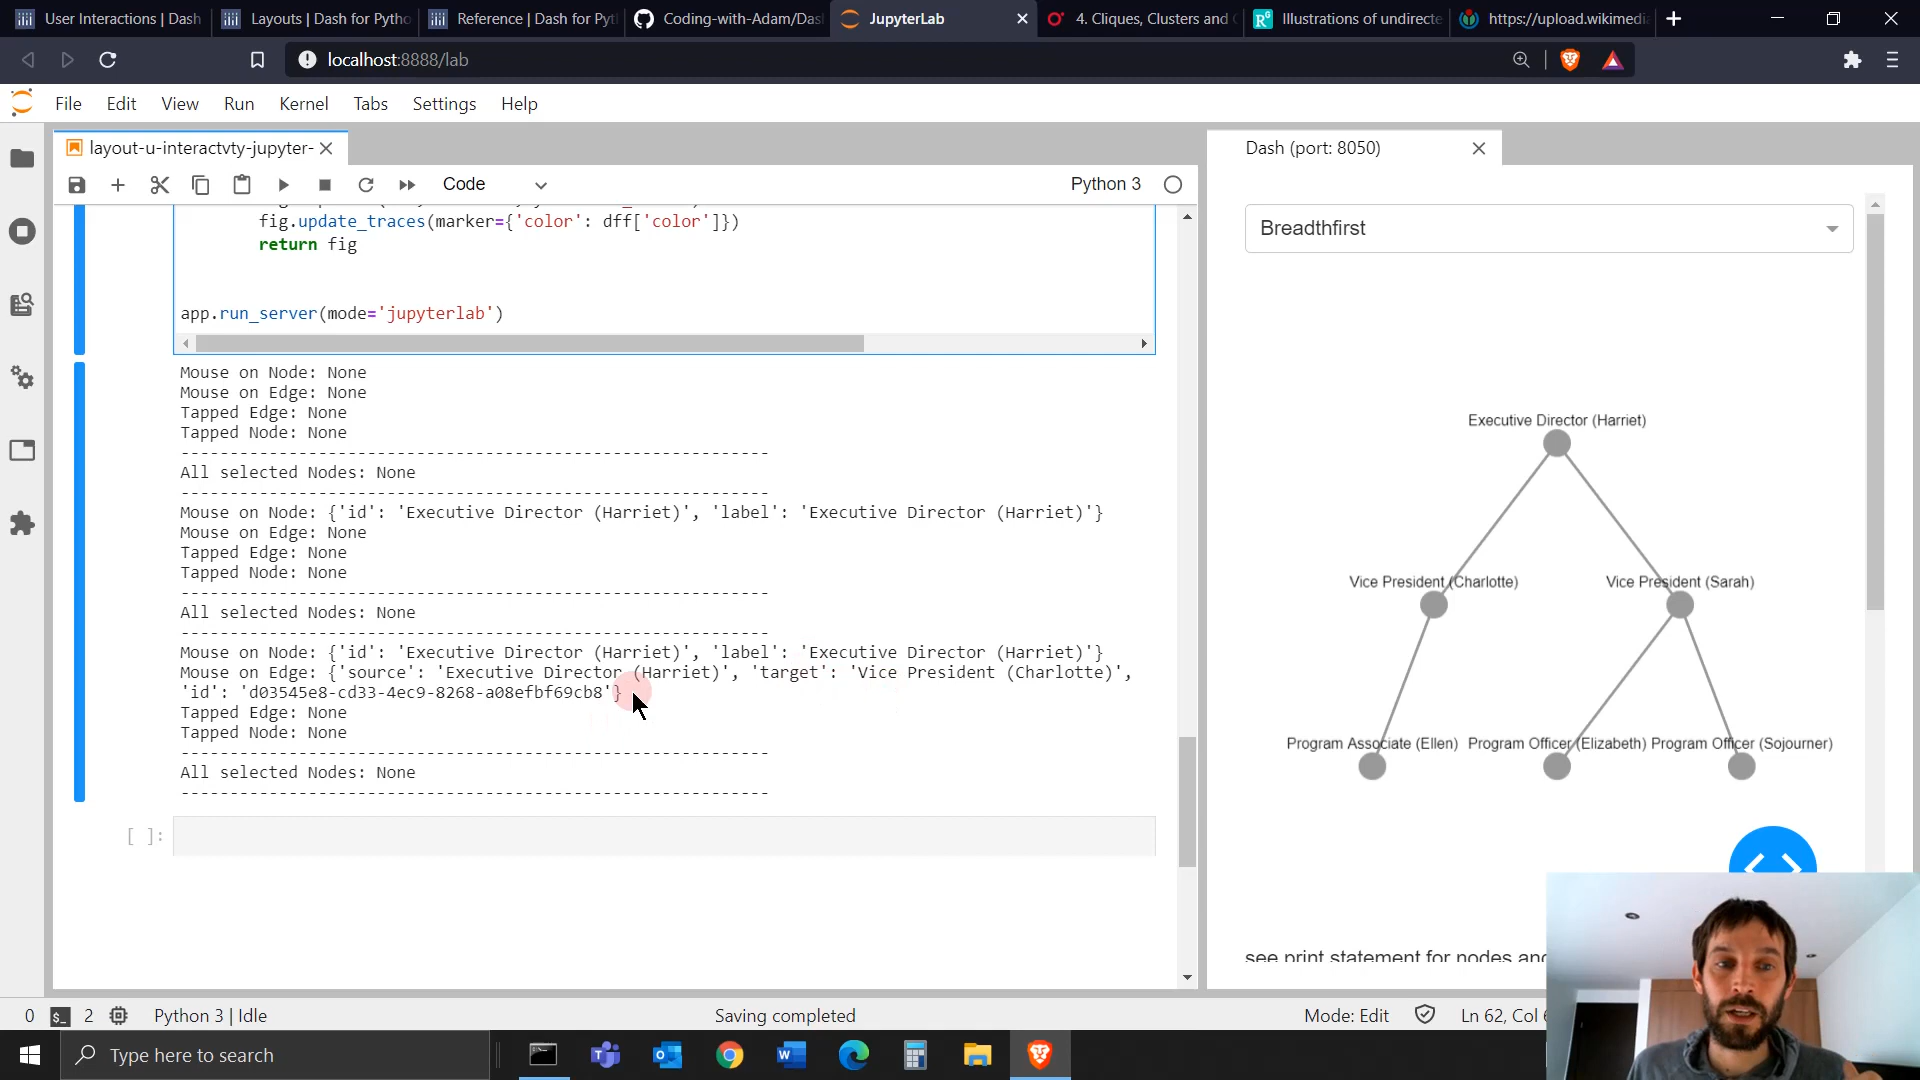 User Interactions | Dash
Layouts | Dash for Pytho
Reference | Dash for Pyt
Coding-with-Adam/Das
JupyterLab
4. Cliques, Clusters and
Illustrations of undirecte
https://upload.wikimedi
localhost:8888/lab
File Edit View Run Kernel Tabs Settings Help
layout-u-interactvty-jupyter-
Dash (port: 8050)
Code
Python 3
fig.update_traces(marker={'color': dff['color']})
return fig
app.run_server(mode='jupyterlab')
Mouse on Node: None
Mouse on Edge: None
Tapped Edge: None
Tapped Node: None
------------------------------------------------------------
All selected Nodes: None
------------------------------------------------------------
Mouse on Node: {'id': 'Executive Director (Harriet)', 'label': 'Executive Director (Harriet)'}
Mouse on Edge: None
Tapped Edge: None
Tapped Node: None
------------------------------------------------------------
All selected Nodes: None
------------------------------------------------------------
Mouse on Node: {'id': 'Executive Director (Harriet)', 'label': 'Executive Director (Harriet)'}
Mouse on Edge: {'source': 'Executive Director (Harriet)', 'target': 'Vice President (Charlotte)',
'id': 'd03545e8-cd33-4ec9-8268-a08efbf69cb8'}
Tapped Edge: None
Tapped Node: None
------------------------------------------------------------
All selected Nodes: None
------------------------------------------------------------
[ ]:
Breadthfirst
Executive Director (Harriet)
Vice President (Charlotte)
Vice President (Sarah)
Program Associate (Ellen)
Program Officer (Elizabeth)
Program Officer (Sojourner)
see print statement for nodes and
0
$_
2
Python 3 | Idle
Saving completed
Mode: Edit
Ln 62, Col
Type here to search